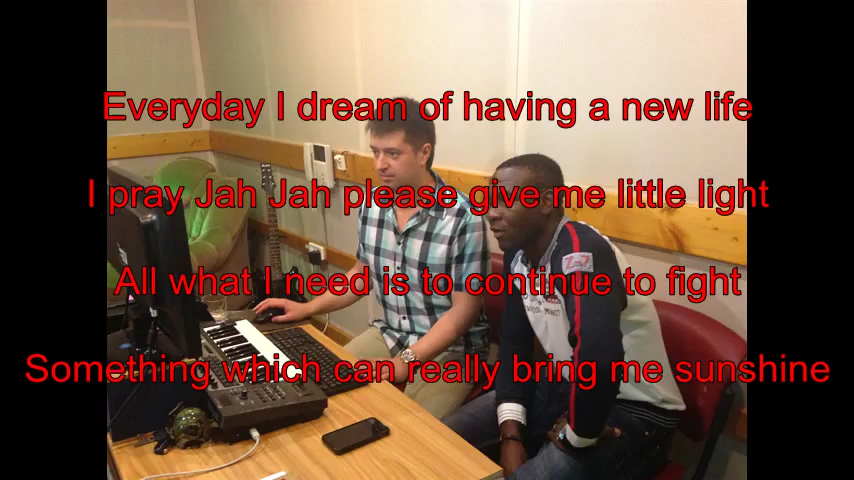 Everyday I dream of having a new life
I pray Jah Jah please give me little light
All what I need is to continue to fight
Something which can really bring me sunshine